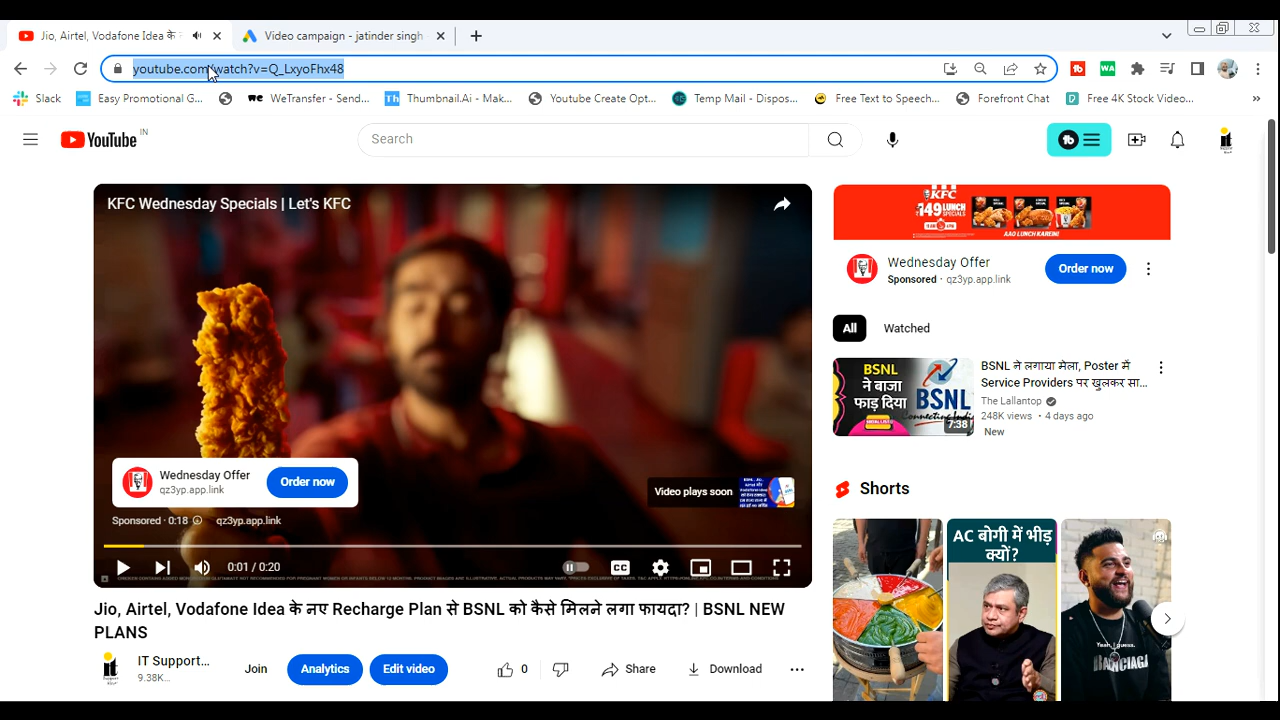 Jio, Airtel, Vodafone Idea के
Video campaign - jatinder singh
youtube.com/watch?v=Q_LxyoFhx48
Slack
Easy Promotional G...
WeTransfer - Send...
Thumbnail.Ai - Mak...
Youtube Create Opt...
Temp Mail - Dispos...
Free Text to Speech...
Forefront Chat
Free 4K Stock Video...
YouTube IN
Search
KFC Wednesday Specials | Let's KFC
Wednesday Offer
qz3yp.app.link
Order now
Video plays soon
Sponsored · 0:18
qz3yp.app.link
0:01 / 0:20
Jio, Airtel, Vodafone Idea के नए Recharge Plan से BSNL को कैसे मिलने लगा फायदा? | BSNL NEW
PLANS
IT Support...
9.38K...
Join
Analytics
Edit video
0
Share
Download
KFC
₹149 LUNCH
SPECIALS
AAO LUNCH KAREIN!
Wednesday Offer
Sponsored · qz3yp.app.link
Order now
All
Watched
BSNL
ने बाजा
फाड़ दिया
BSNL
7:38
BSNL ने लगाया मेला, Poster में
Service Providers पर खुलकर सा...
The Lallantop
248K views • 4 days ago
New
Shorts
AC बोगी में भीड़
क्यों?
Yeah, I guess.